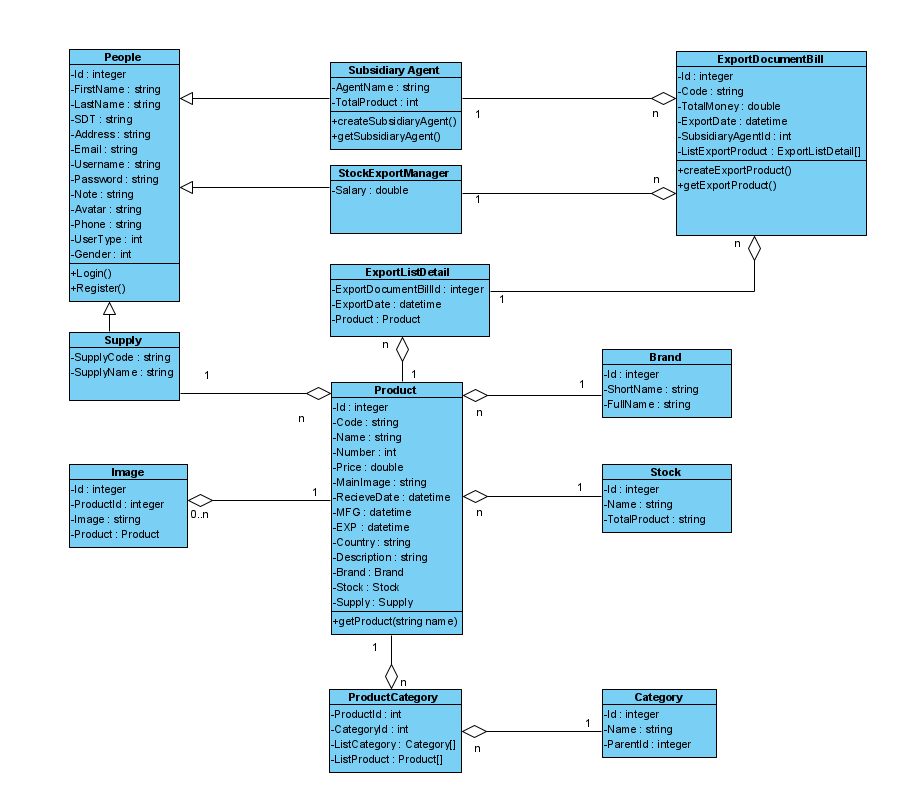 People
-Id : integer
-FirstName : string
-LastName : string
-SDT : string
-Address : string
-Email : string
-Username : string
-Password : string
-Note : string
-Avatar : string
-Phone : string
-UserType : int
-Gender : int
+Login()
+Register()
Subsidiary Agent
-AgentName : string
-TotalProduct : int
+createSubsidiaryAgent()
+getSubsidiaryAgent()
1
n
ExportDocumentBill
-Id : integer
-Code : string
-TotalMoney : double
-ExportDate : datetime
-SubsidiaryAgentId : int
-ListExportProduct : ExportListDetail[]
+createExportProduct()
+getExportProduct()
StockExportManager
-Salary : double
1
n
n
1
ExportListDetail
-ExportDocumentBillId : integer
-ExportDate : datetime
-Product : Product
n
1
Supply
-SupplyCode : string
-SupplyName : string
1
n
Product
-Id : integer
-Code : string
-Name : string
-Number : int
-Price : double
-MainImage : string
-RecieveDate : datetime
-MFG : datetime
-EXP : datetime
-Country : string
-Description : string
-Brand : Brand
-Stock : Stock
-Supply : Supply
+getProduct(string name)
Brand
-Id : integer
-ShortName : string
-FullName : string
1
n
Image
-Id : integer
-ProductId : integer
-Image : stirng
-Product : Product
1
0..n
Stock
-Id : integer
-Name : string
-TotalProduct : string
1
n
1
n
ProductCategory
-ProductId : int
-CategoryId : int
-ListCategory : Category[]
-ListProduct : Product[]
1
n
Category
-Id : integer
-Name : string
-ParentId : integer